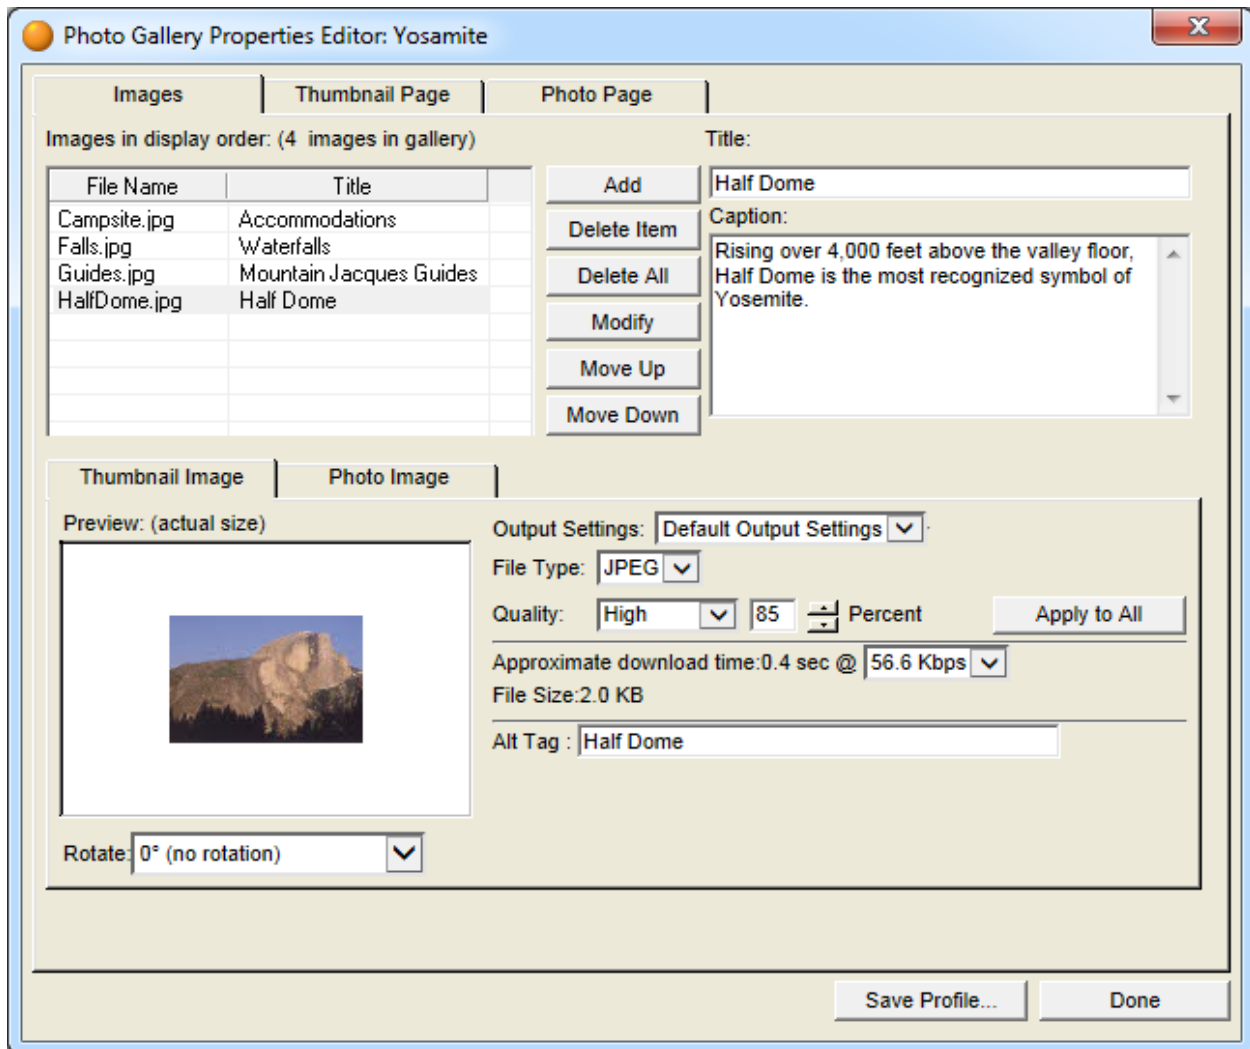 Photo Gallery Properties Editor: Yosamite
X
Images Thumbnail Page Photo Page
Images in display order: (4 images in gallery)
File Name Title
Campsite.jpg Accommodations
Falls.jpg Waterfalls
Guides.jpg Mountain Jacques Guides
HalfDome.jpg Half Dome
Add
Delete Item
Delete All
Modify
Move Up
Move Down
Title:
Half Dome
Caption:
Rising over 4,000 feet above the valley floor,
Half Dome is the most recognized symbol of
Yosemite.
Thumbnail Image Photo Image
Preview: (actual size)
Rotate: 0° (no rotation)
Output Settings: Default Output Settings
File Type: JPEG
Quality: High 85 Percent Apply to All
Approximate download time:0.4 sec @ 56.6 Kbps
File Size:2.0 KB
Alt Tag : Half Dome
Save Profile... Done